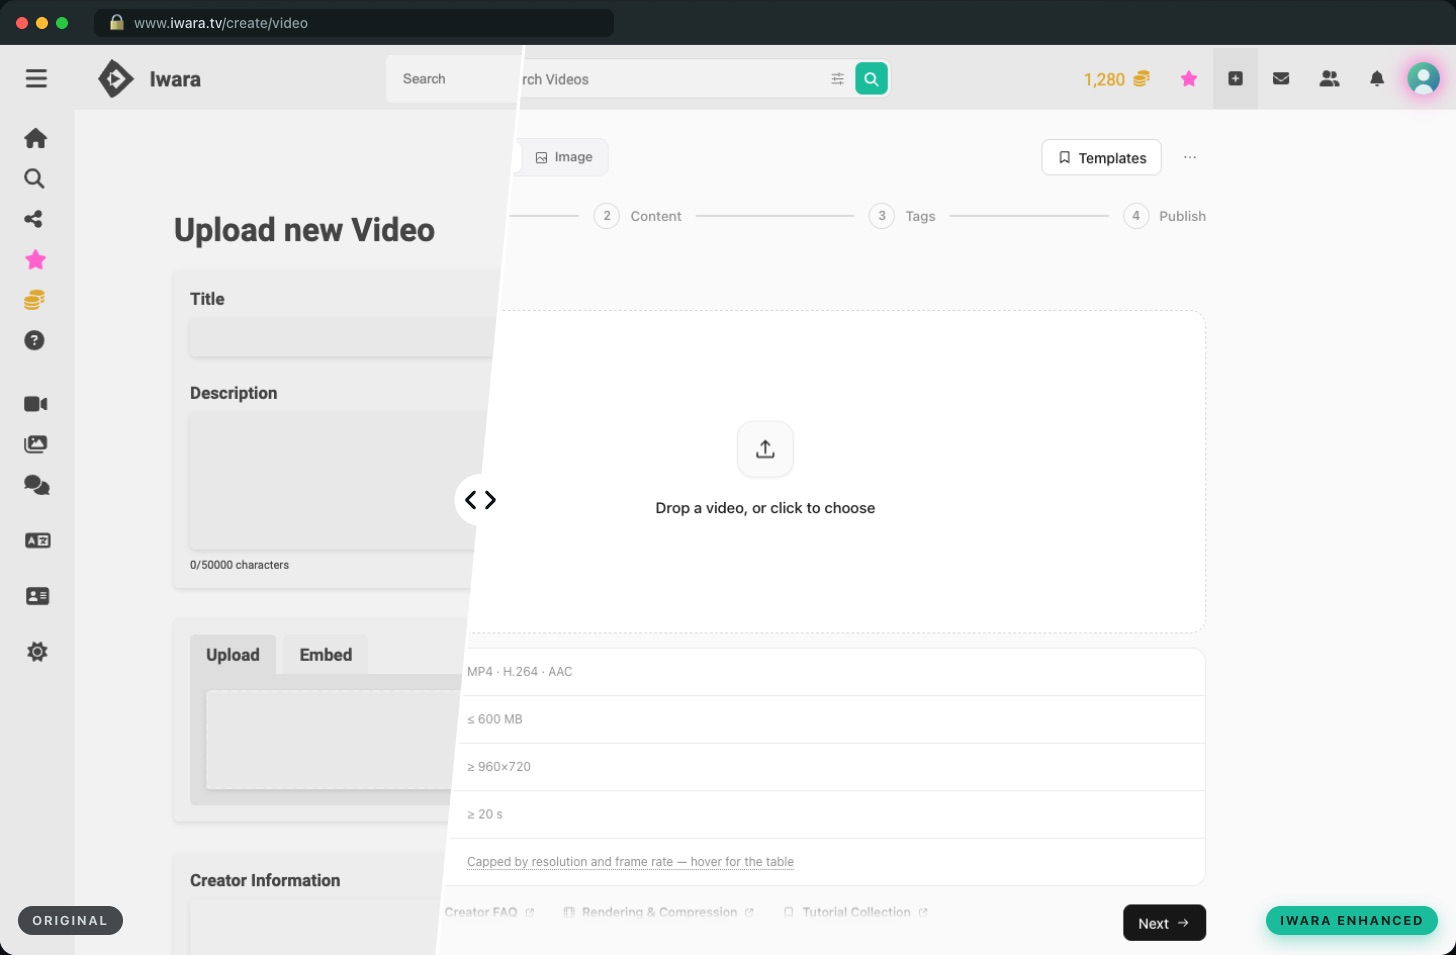 www.iwara.tv/create/video
Iwara
Search
rch Videos
1,280
Image
Templates
2 Content
3 Tags
4 Publish
Upload new Video
Title
Description
0/50000 characters
Drop a video, or click to choose
Upload
Embed
MP4 · H.264 · AAC
≤ 600 MB
≥ 960×720
≥ 20 s
Capped by resolution and frame rate — hover for the table
Creator Information
Creator FAQ
Rendering & Compression
Tutorial Collection
Next →
ORIGINAL
IWARA ENHANCED